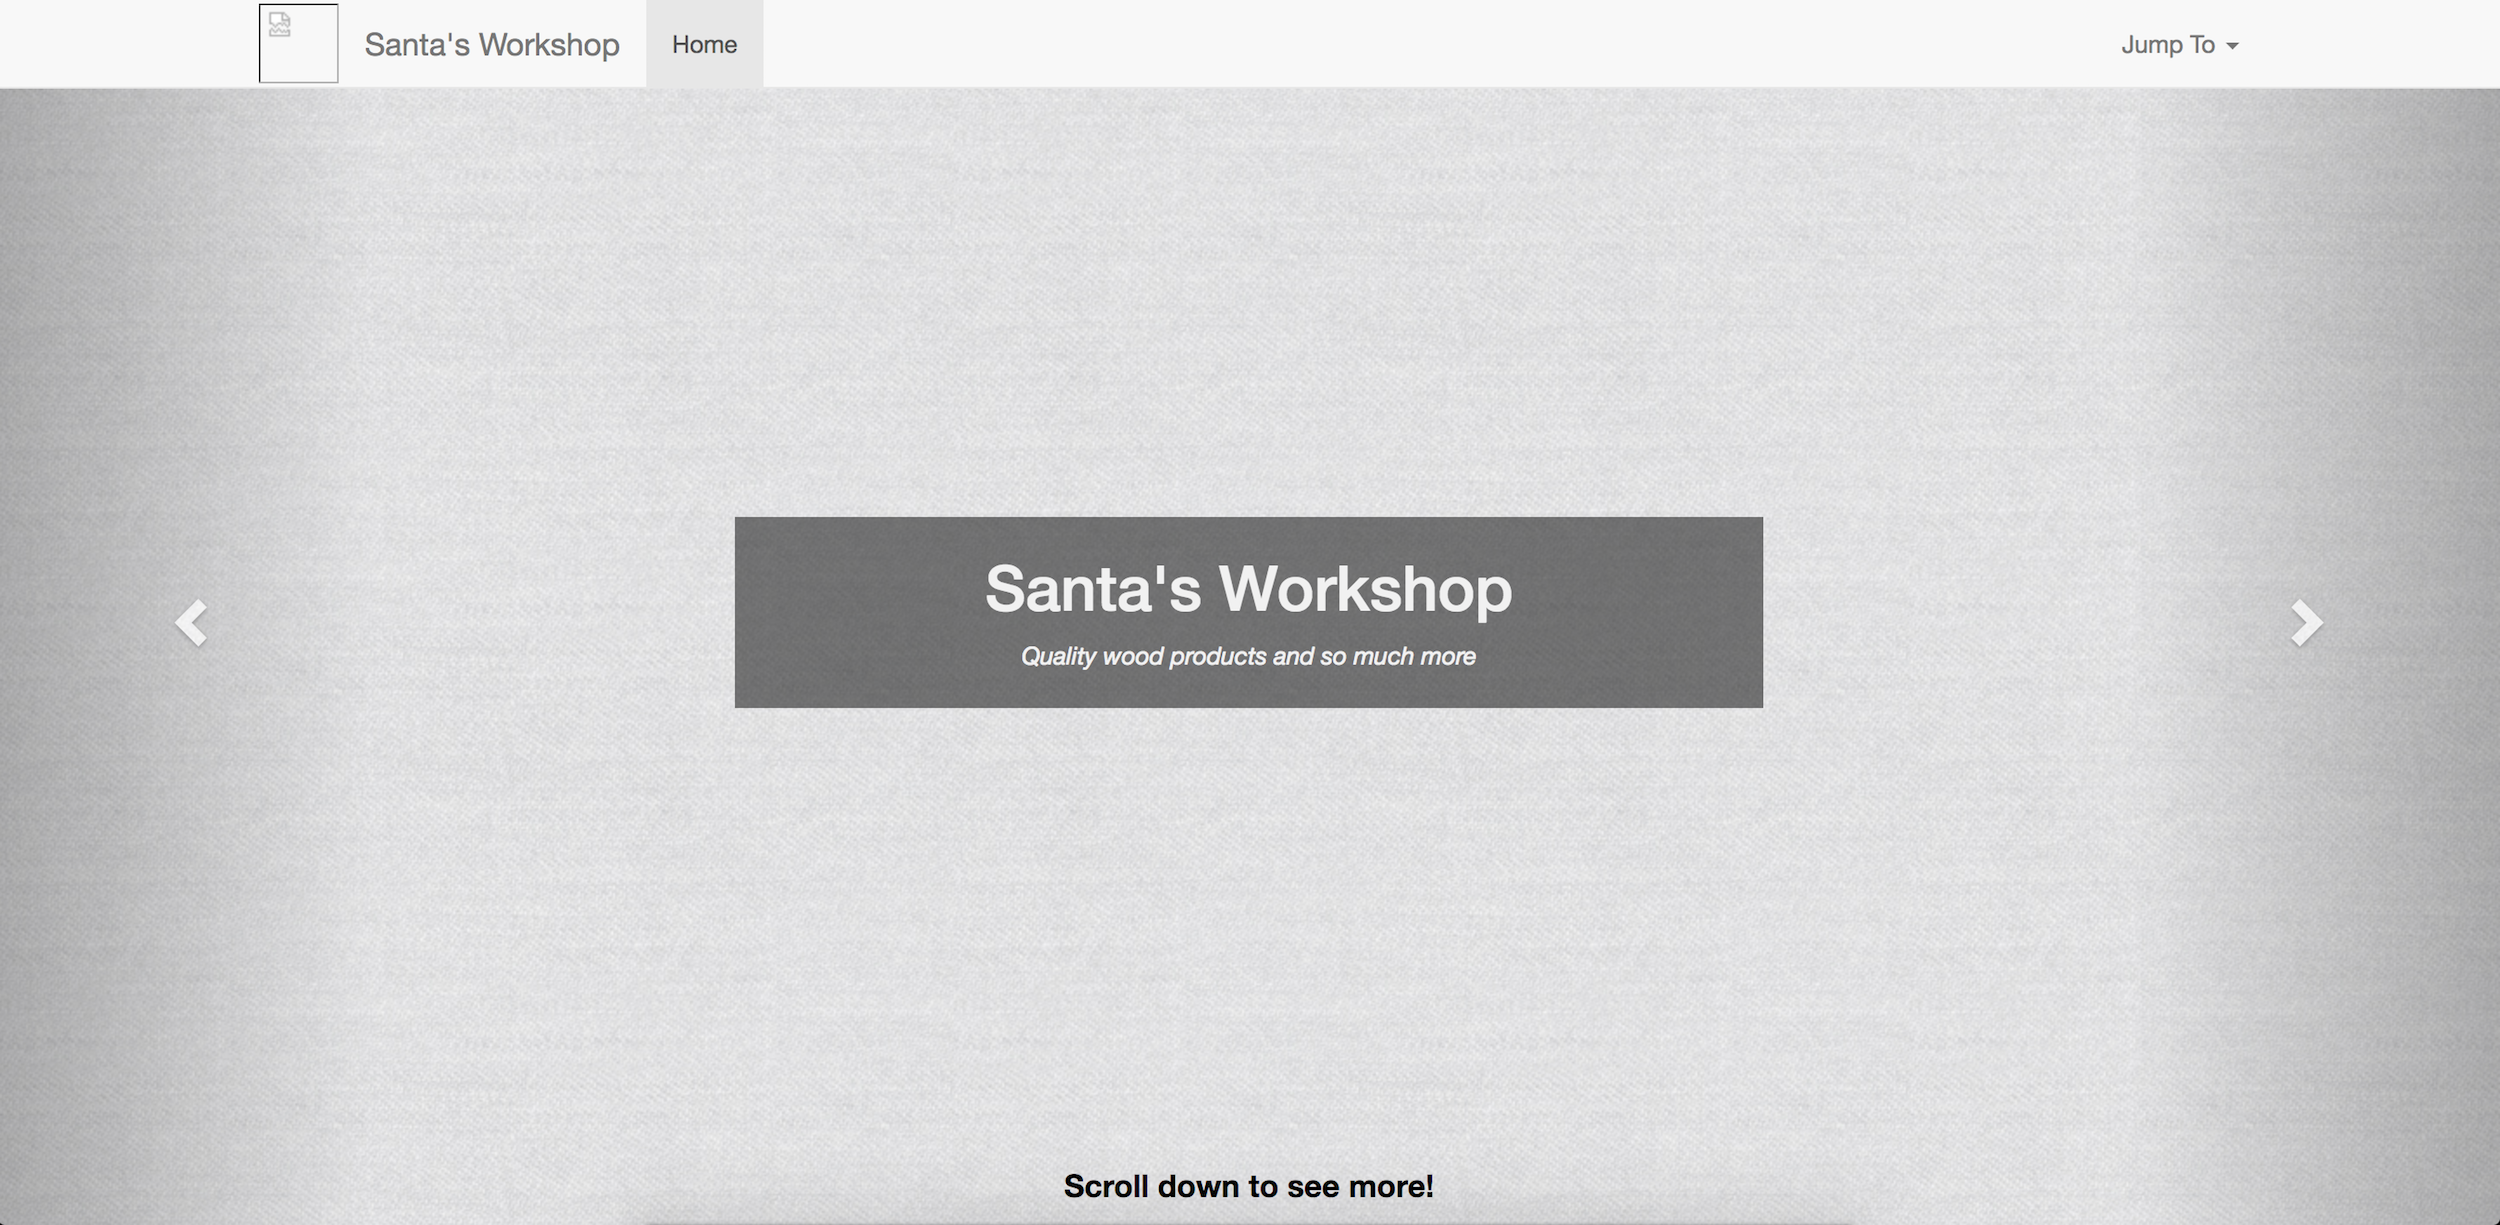 Santa's Workshop
Home
Jump To
Santa's Workshop
Quality wood products and so much more
Scroll down to see more!